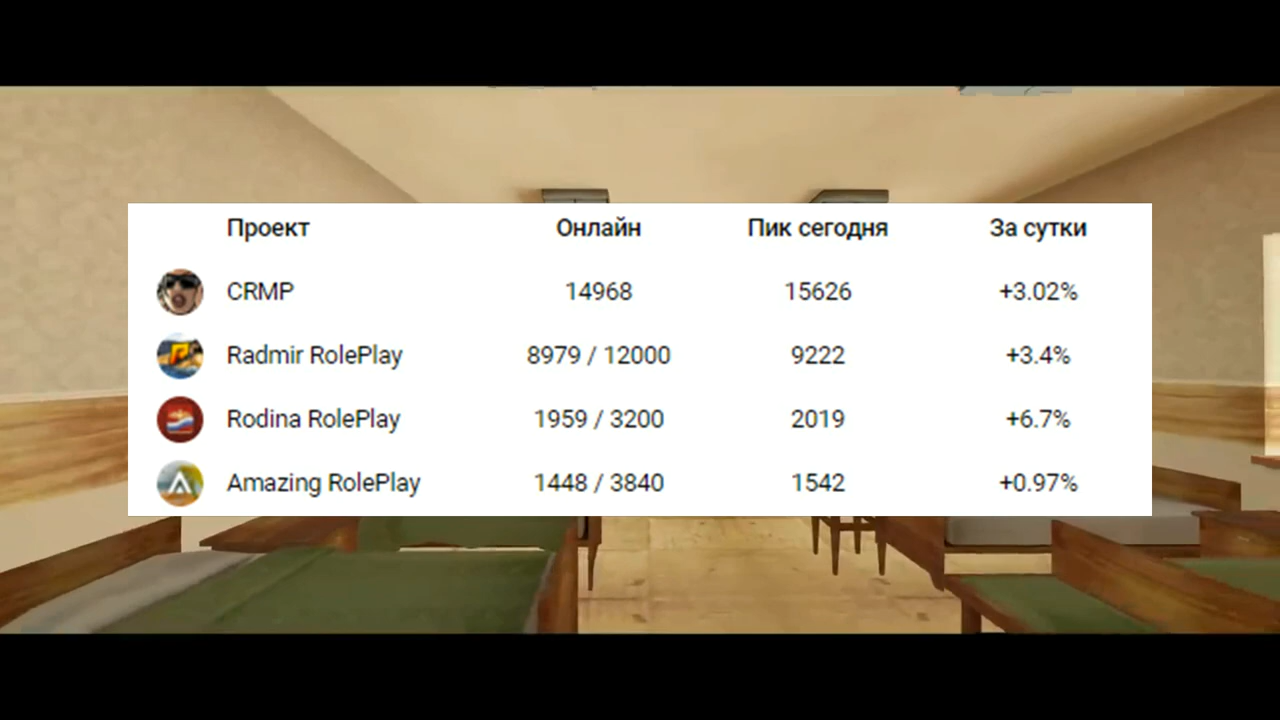 Проект Онлайн Пик сегодня За сутки
CRMP 14968 15626 +3.02%
Radmir RolePlay 8979 / 12000 9222 +3.4%
Rodina RolePlay 1959 / 3200 2019 +6.7%
Amazing RolePlay 1448 / 3840 1542 +0.97%